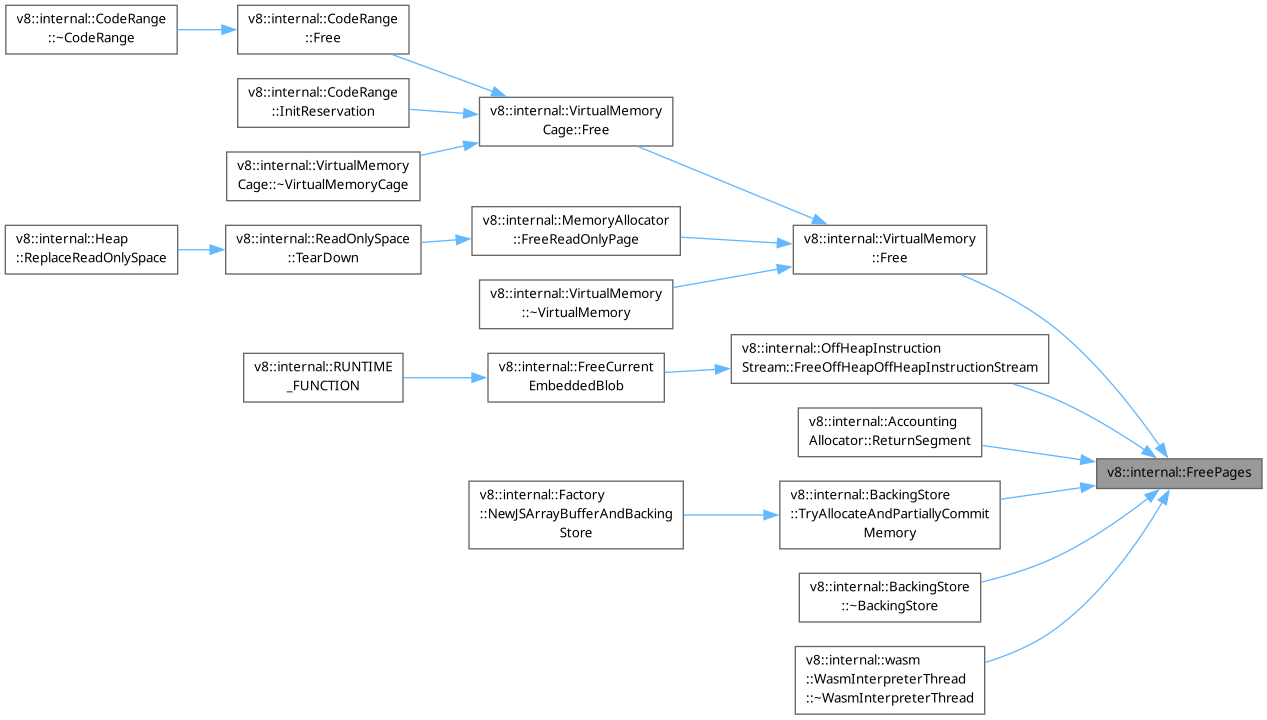 v8::internal::CodeRange
::~CodeRange
v8::internal::CodeRange
::Free
v8::internal::CodeRange
::InitReservation
v8::internal::VirtualMemory
Cage::Free
v8::internal::VirtualMemory
Cage::~VirtualMemoryCage
v8::internal::Heap
::ReplaceReadOnlySpace
v8::internal::ReadOnlySpace
::TearDown
v8::internal::MemoryAllocator
::FreeReadOnlyPage
v8::internal::VirtualMemory
::Free
v8::internal::VirtualMemory
::~VirtualMemory
v8::internal::RUNTIME
_FUNCTION
v8::internal::FreeCurrent
EmbeddedBlob
v8::internal::OffHeapInstruction
Stream::FreeOffHeapOffHeapInstructionStream
v8::internal::Accounting
Allocator::ReturnSegment
v8::internal::FreePages
v8::internal::Factory
::NewJSArrayBufferAndBacking
Store
v8::internal::BackingStore
::TryAllocateAndPartiallyCommit
Memory
v8::internal::BackingStore
::~BackingStore
v8::internal::wasm
::WasmInterpreterThread
::~WasmInterpreterThread